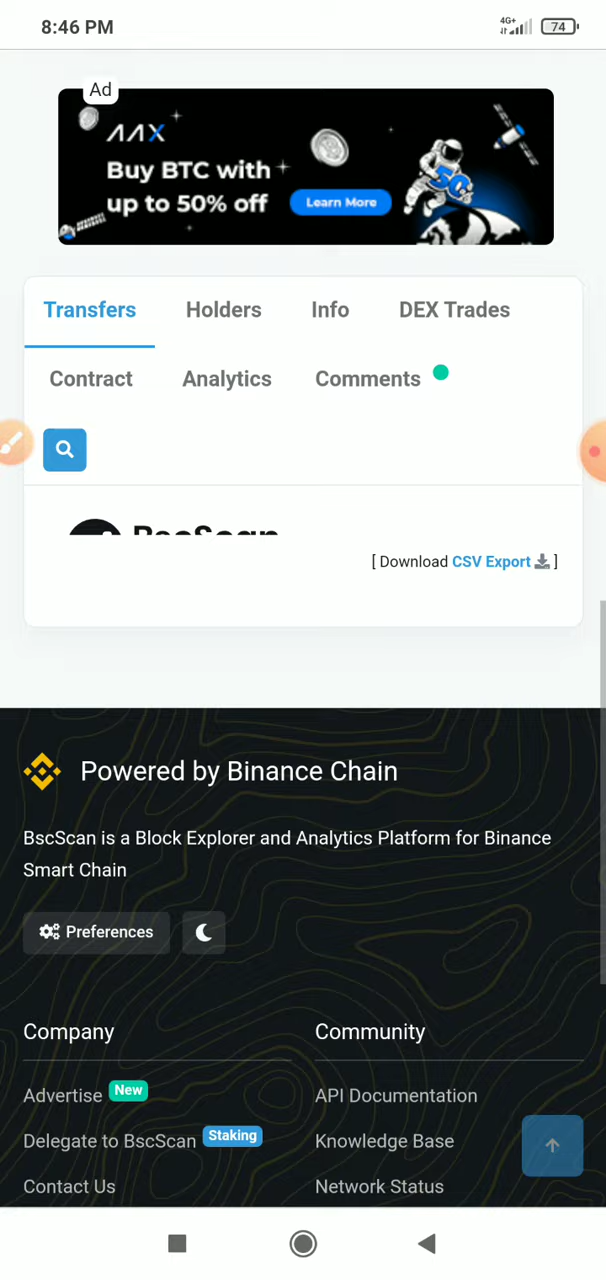 8:46 PM
4G+
74
Ad
AAX
Buy BTC with
up to 50% off
Learn More
Transfers
Holders
Info
DEX Trades
Contract
Analytics
Comments
BscScan
[ Download CSV Export ]
Powered by Binance Chain
BscScan is a Block Explorer and Analytics Platform for Binance
Smart Chain
Preferences
Company
Community
Advertise New
API Documentation
Delegate to BscScan Staking
Knowledge Base
Contact Us
Network Status